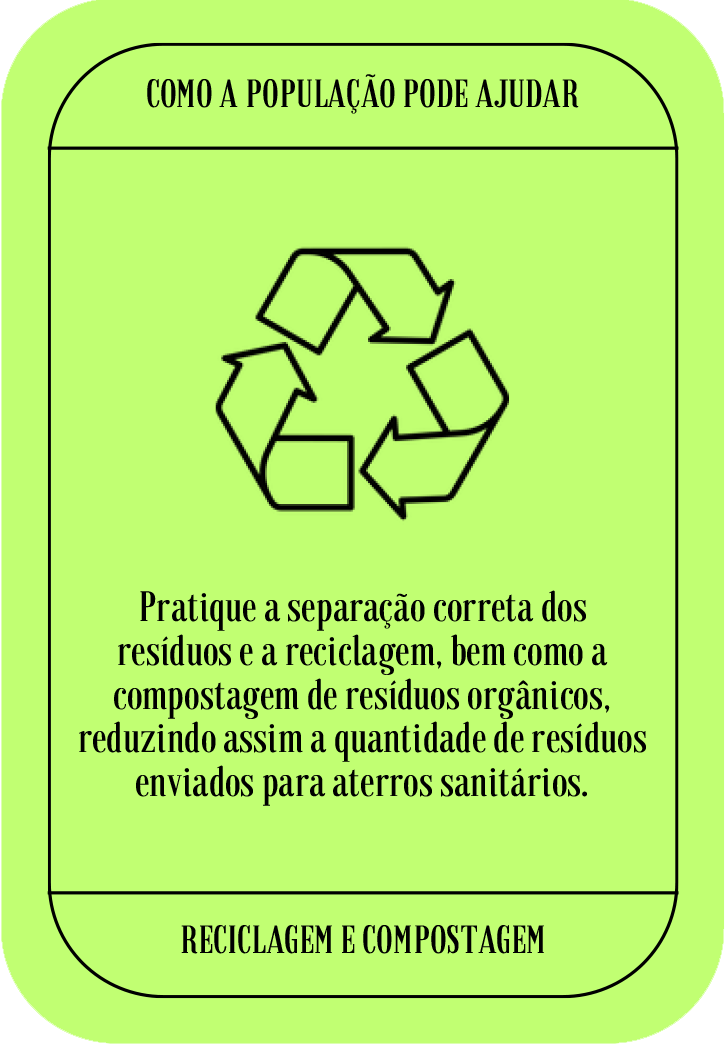 COMO A POPULAÇÃO PODE AJUDAR
Pratique a separação correta dos
resíduos e a reciclagem, bem como a
compostagem de resíduos orgânicos,
reduzindo assim a quantidade de resíduos
enviados para aterros sanitários.
RECICLAGEM E COMPOSTAGEM